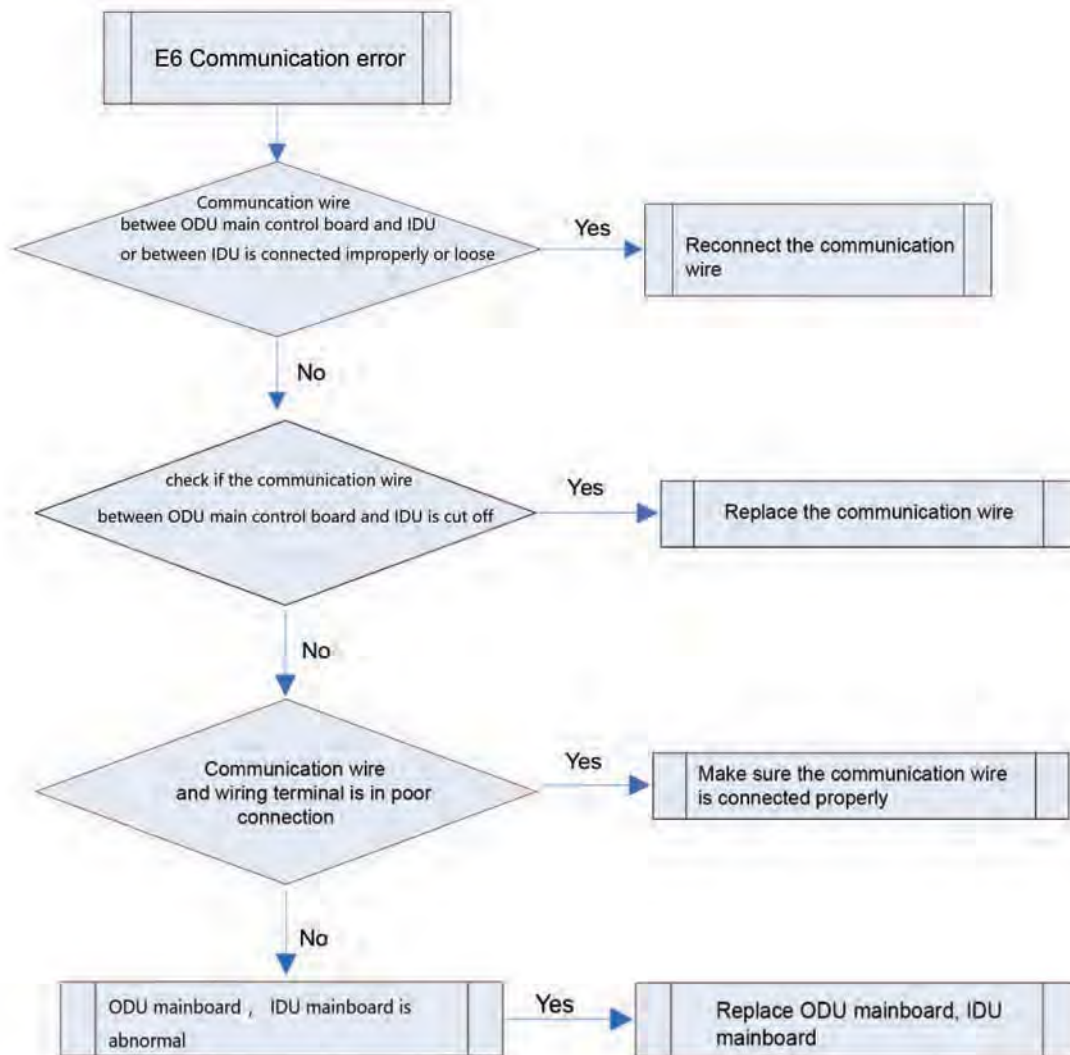 E6 Communication error
Communcation wire
betwee ODU main control board and IDU
or between IDU is connected improperly or loose
Yes
Reconnect the communication
wire
No
check if the communication wire
between ODU main control board and IDU is cut off
Yes
Replace the communication wire
No
Communication wire
and wiring terminal is in poor
connection
Yes
Make sure the communication wire
is connected properly
No
ODU mainboard , IDU mainboard is
abnormal
Yes
Replace ODU mainboard, IDU
mainboard